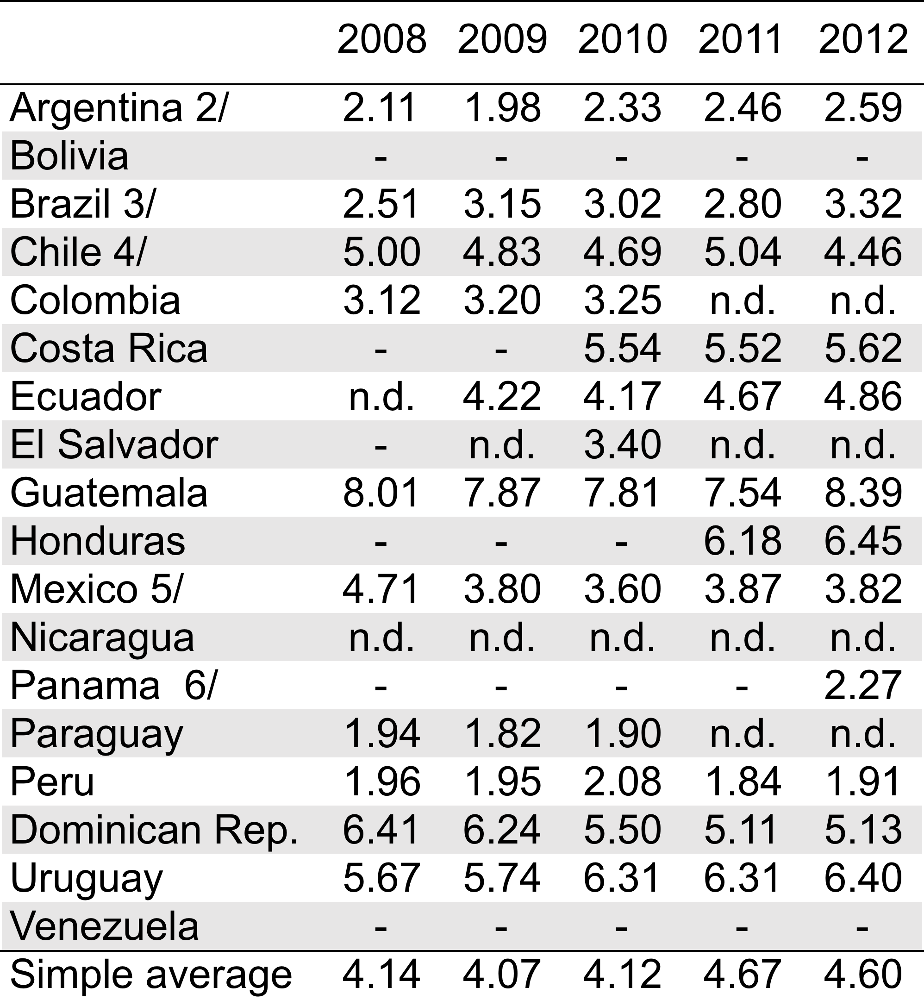 2008 2009 2010 2011 2012
Argentina 2/ 2.11 1.98 2.33 2.46 2.59
Bolivia - - - - -
Brazil 3/ 2.51 3.15 3.02 2.80 3.32
Chile 4/ 5.00 4.83 4.69 5.04 4.46
Colombia 3.12 3.20 3.25 n.d. n.d.
Costa Rica - - 5.54 5.52 5.62
Ecuador n.d. 4.22 4.17 4.67 4.86
El Salvador - n.d. 3.40 n.d. n.d.
Guatemala 8.01 7.87 7.81 7.54 8.39
Honduras - - - 6.18 6.45
Mexico 5/ 4.71 3.80 3.60 3.87 3.82
Nicaragua n.d. n.d. n.d. n.d. n.d.
Panama 6/ - - - - 2.27
Paraguay 1.94 1.82 1.90 n.d. n.d.
Peru 1.96 1.95 2.08 1.84 1.91
Dominican Rep. 6.41 6.24 5.50 5.11 5.13
Uruguay 5.67 5.74 6.31 6.31 6.40
Venezuela - - - - -
Simple average 4.14 4.07 4.12 4.67 4.60